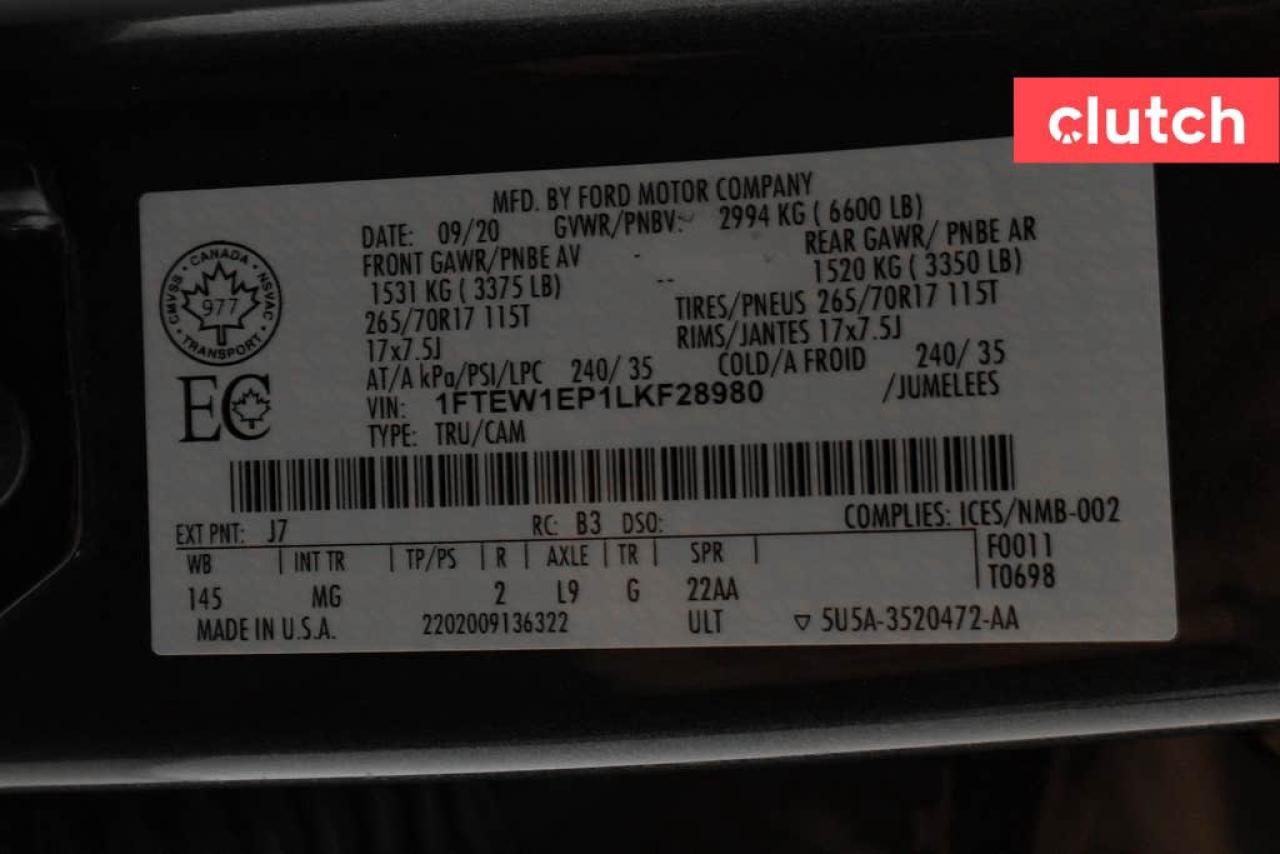 clutch
MFD. BY FORD MOTOR COMPANY
DATE: 09/20 GVWR/PNBV: 2994 KG ( 6600 LB)
FRONT GAWR/PNBE AV REAR GAWR/ PNBE AR
1531 KG ( 3375 LB) 1520 KG ( 3350 LB)
265/70R17 115T TIRES/PNEUS 265/70R17 115T
17x7.5J RIMS/JANTES 17x7.5J
AT/A kPa/PSI/LPC 240/ 35 COLD/A FROID 240/ 35
VIN: 1FTEW1EP1LKF28980 /JUMELEES
TYPE: TRU/CAM
CANADA
CMVSS NSVAC
977
TRANSPORT
EC
EXT PNT: J7 RC: B3 DSO: COMPLIES: ICES/NMB-002
WB INT TR TP/PS R AXLE TR SPR F0011
145 MG 2 L9 G 22AA T0698
MADE IN U.S.A. 2202009136322 ULT ▽ 5U5A-3520472-AA